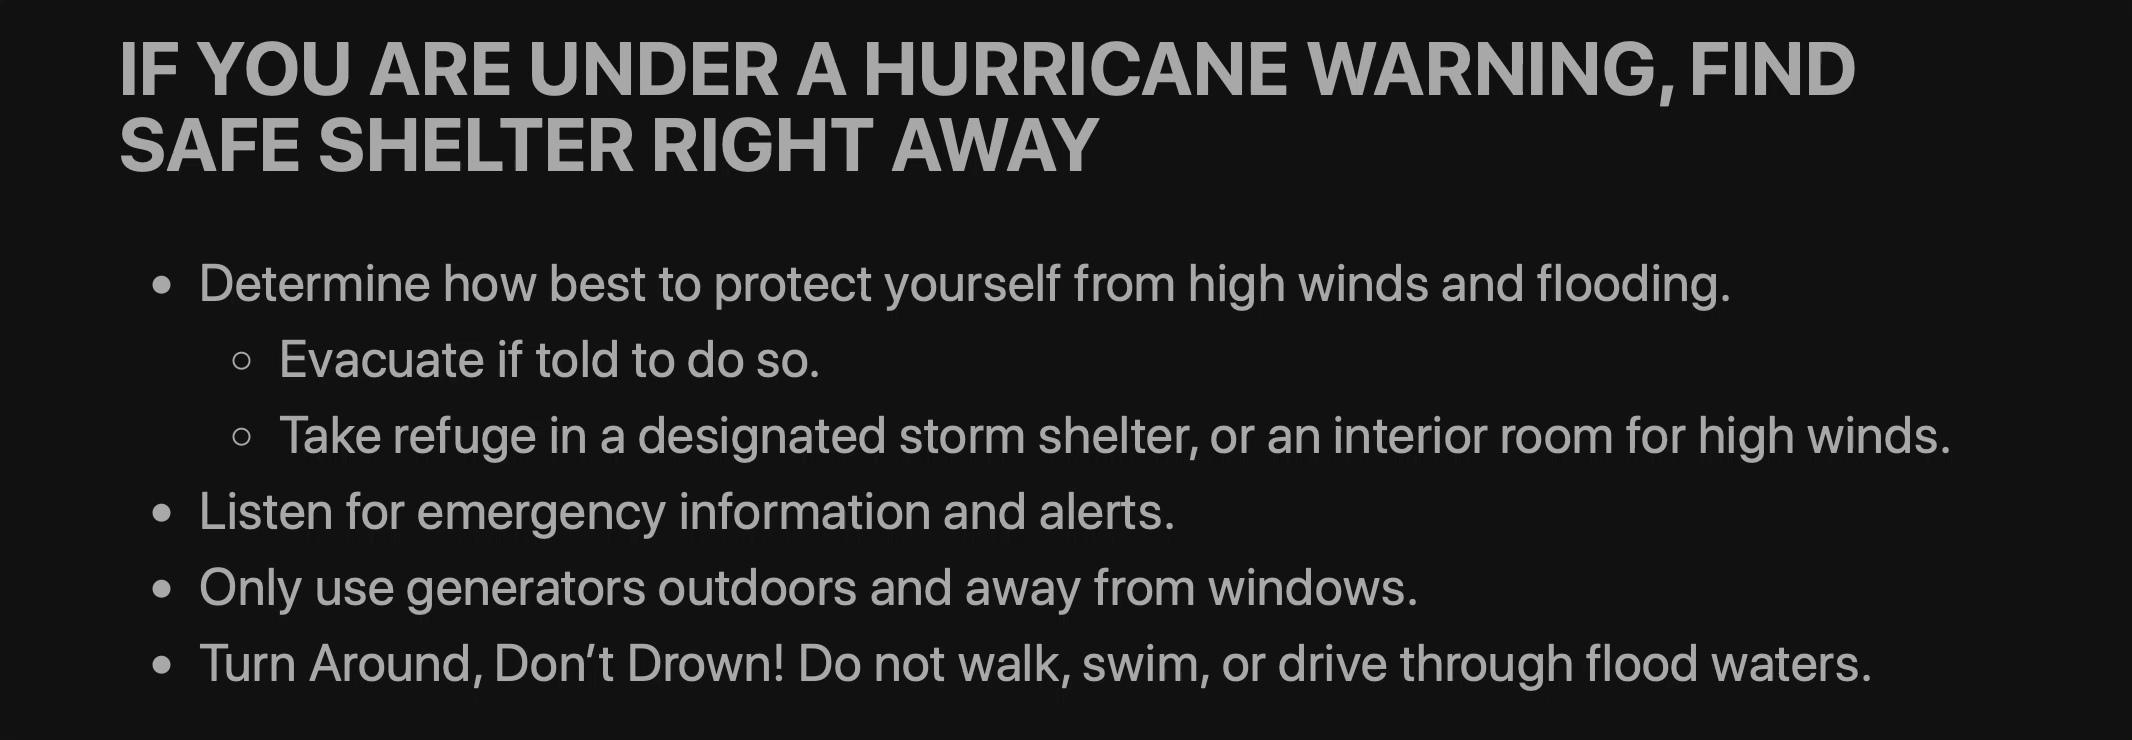 IF YOU ARE UNDER A HURRICANE WARNING, FIND
SAFE SHELTER RIGHT AWAY
• Determine how best to protect yourself from high winds and flooding.
◦ Evacuate if told to do so.
◦ Take refuge in a designated storm shelter, or an interior room for high winds.
• Listen for emergency information and alerts.
• Only use generators outdoors and away from windows.
• Turn Around, Don’t Drown! Do not walk, swim, or drive through flood waters.